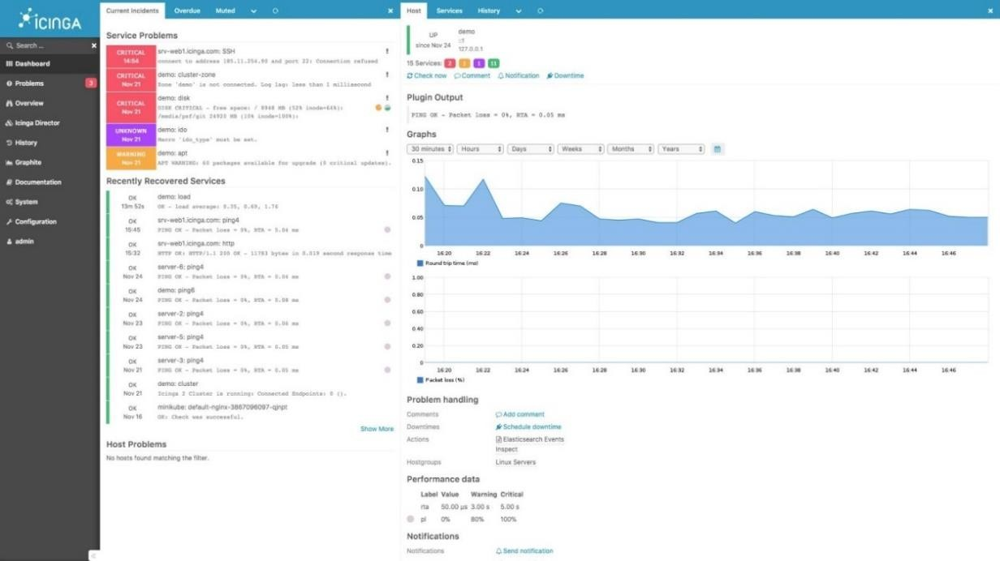 ICINGA
Search ...
Dashboard
Problems 3
Overview
Icinga Director
History
Graphite
Documentation
System
Configuration
admin
Current Incidents Overdue Muted
Service Problems
CRITICAL srv-web1.icinga.com: SSH
14:54 connect to address 185.11.254.90 and port 22: Connection refused
CRITICAL demo: cluster-zone
Nov 21 Zone 'demo' is not connected. Log lag: less than 1 millisecond
CRITICAL demo: disk
Nov 21 DISK CRITICAL - free space: / 8948 MB (52% inode=64%):
/media/psf/git 24920 MB (10% inode=100%):
UNKNOWN demo: ido
Nov 21 Macro 'ido_type' must be set.
WARNING demo: apt
Nov 21 APT WARNING: 60 packages available for upgrade (0 critical updates).
Recently Recovered Services
OK demo: load
13m 52s OK - load average: 0.35, 0.69, 1.76
OK srv-web1.icinga.com: ping4
15:45 PING OK - Packet loss = 0%, RTA = 5.04 ms
OK srv-web1.icinga.com: http
15:32 HTTP OK: HTTP/1.1 200 OK - 11783 bytes in 0.019 second response time
OK server-6: ping4
Nov 24 PING OK - Packet loss = 0%, RTA = 0.04 ms
OK demo: ping6
Nov 24 PING OK - Packet loss = 0%, RTA = 0.08 ms
OK server-2: ping4
Nov 23 PING OK - Packet loss = 0%, RTA = 0.06 ms
OK server-5: ping4
Nov 23 PING OK - Packet loss = 0%, RTA = 0.05 ms
OK server-3: ping4
Nov 21 PING OK - Packet loss = 0%, RTA = 0.05 ms
OK demo: cluster
Nov 21 Icinga 2 Cluster is running: Connected Endpoints: 0 ().
OK minikube: default-nginx-3867096097-qjnpt
Nov 16 OK: Check was successful.
Show More
Host Problems
No hosts found matching the filter.
Host Services History
UP demo
since Nov 24 ::1
127.0.0.1
15 Services: 2 1 1 11
Check now Comment Notification Downtime
Plugin Output
PING OK - Packet loss = 0%, RTA = 0.05 ms
Graphs
30 minutes Hours Days Weeks Months Years
0.15
0.10
0.05
0
16:20 16:22 16:24 16:26 16:28 16:30 16:32 16:34 16:36 16:38 16:40 16:42 16:44 16:46
Round trip time (ms)
1.00
0.80
0.60
0.40
0.20
0
16:20 16:22 16:24 16:26 16:28 16:30 16:32 16:34 16:36 16:38 16:40 16:42 16:44 16:46
Packet loss (%)
Problem handling
Comments Add comment
Downtimes Schedule downtime
Actions Elasticsearch Events
Inspect
Hostgroups Linux Servers
Performance data
Label Value Warning Critical
rta 50.00 µs 3.00 s 5.00 s
pl 0% 80% 100%
Notifications
Notifications Send notification